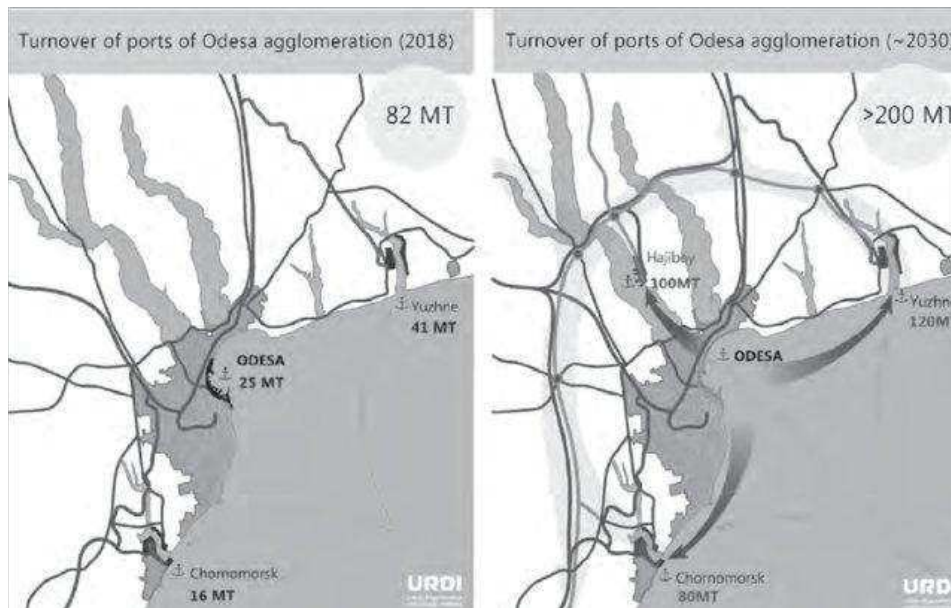 Turnover of ports of Odesa agglomeration (2018)
82 MT
Yuzhne
41 MT
ODESA
25 MT
Chornomorsk
16 MT
URDI
Turnover of ports of Odesa agglomeration (~2030)
>200 MT
Hajibey
100MT
Yuzhne
120MT
ODESA
Chornomorsk
80MT
URDI